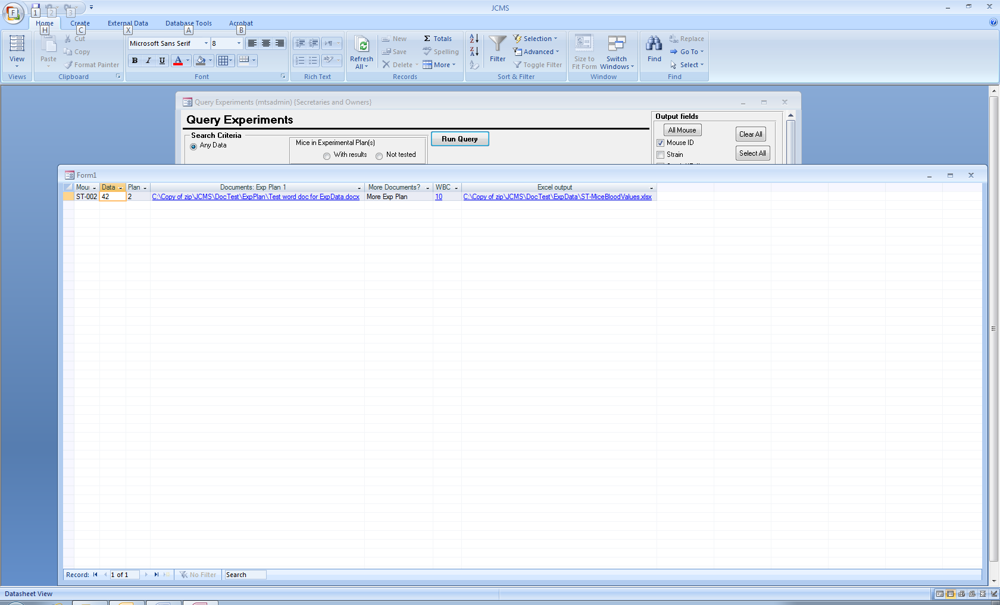 JCMS
F 1 2 3
Home Create External Data Database Tools Acrobat
H C X A B
View
Paste
Cut
Copy
Format Painter
Microsoft Sans Serif 8
B I U A
ab
Refresh All
New
Save
Delete
Σ Totals
ABC Spelling
More
A Z
Z A
Filter
Selection
Advanced
Toggle Filter
Size to Fit Form
Switch Windows
Find
Replace
Go To
Select
Views Clipboard Font Rich Text Records Sort & Filter Window Find
Query Experiments (mtsadmin) {Secretaries and Owners}
Query Experiments
Search Criteria
Any Data
Mice in Experimental Plan(s)
With results Not tested
Run Query
Output fields
All Mouse
Clear All
Mouse ID
Strain
Select All
Form1
Mou: Data Plan Documents: Exp Plan 1 More Documents? WBC Excel output
ST-002 42 2 C:\Copy of zip\JCMS\DocTest\ExpPlan\Test word doc for ExpData.docx More Exp Plan 10 C:\Copy of zip\JCMS\DocTest\ExpData\ST-MiceBloodValues.xlsx
Record: 1 of 1 No Filter Search
Datasheet View